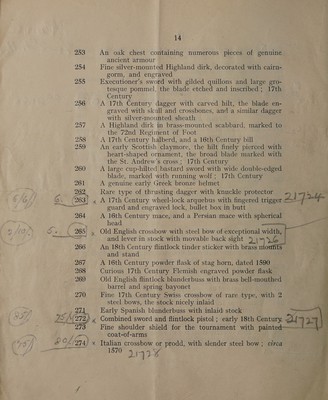 14
253 An oak chest containing numerous pieces of genuine
ancient armour
254 Fine silver-mounted Highland dirk, decorated with cairn-
gorm, and engraved
255 Executioner's sword with gilded quillons and large gro-
tesque pommel, the blade etched and inscribed; 17th
Century
256 A 17th Century dagger with carved hilt, the blade en-
graved with skull and crossbones, and a similar dagger
with silver-mounted sheath
257 A Highland dirk in brass-mounted scabbard, marked to
the 72nd Regiment of Foot
258 A 17th Century halberd, and a 16th Century bill
259 An early Scottish claymore, the hilt finely pierced with
heart-shaped ornament, the broad blade marked with
the St. Andrew's cross; 17th Century
260 A large cup-hilted bastard sword with wide double-edged
blade, marked with running wolf; 17th Century
261 A genuine early Greek bronze helmet
262 Rare type of thrusting dagger with knuckle protector
263 x A 17th Century wheel-lock arquebus with fingered trigger 21724
guard and engraved lock, bullet box in butt
264 A 16th Century mace, and a Persian mace with spherical
head
265 x Old English crossbow with steel bow of exceptional width,
and lever in stock with movable back sight 21726
266 An 18th Century flintlock tinder sticker with brass mounts
and stand
267 A 16th Century powder flask of stag horn, dated 1590
268 Curious 17th Century Flemish engraved powder flask
269 Old English flintlock blunderbuss with brass bell-mouthed
barrel and spring bayonet
270 Fine 17th Century Swiss crossbow of rare type, with 2
steel bows, the stock nicely inlaid
271 Early Spanish blunderbuss with inlaid stock
272 x Combined sword and flintlock pistol; early 18th Century x 21727
273 Fine shoulder shield for the tournament with painted
coat-of-arms
274 x Italian crossbow or prodd, with slender steel bow; circa
1570 21728